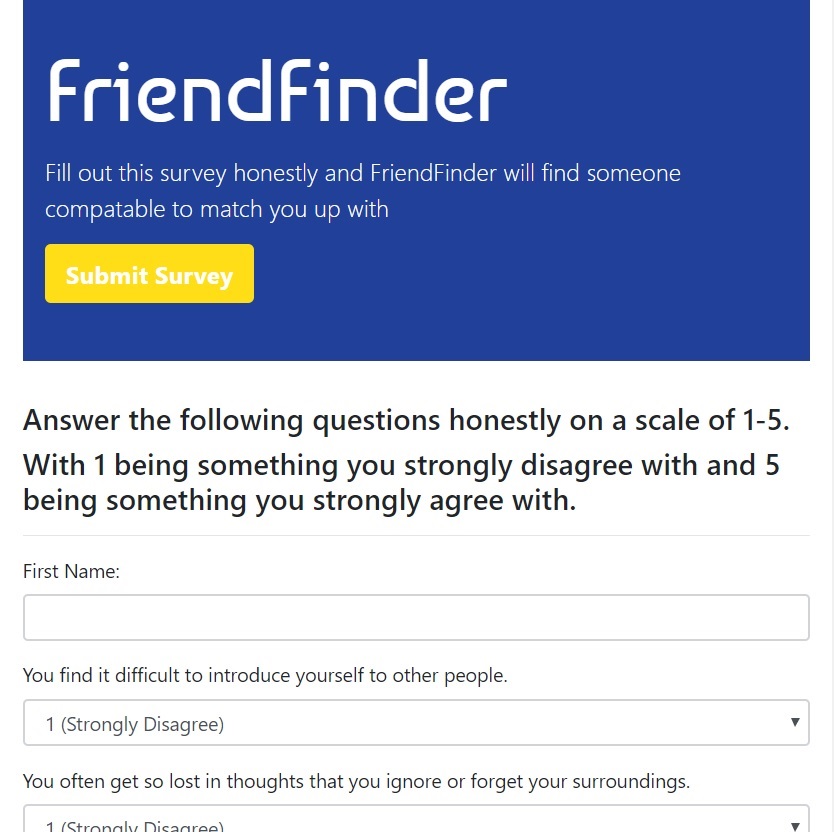 FriendFinder
Fill out this survey honestly and FriendFinder will find someone
compatable to match you up with
Submit Survey
Answer the following questions honestly on a scale of 1-5.
With 1 being something you strongly disagree with and 5
being something you strongly agree with.
First Name:
You find it difficult to introduce yourself to other people.
1 (Strongly Disagree)
You often get so lost in thoughts that you ignore or forget your surroundings.
1 (Strongly Disagree)